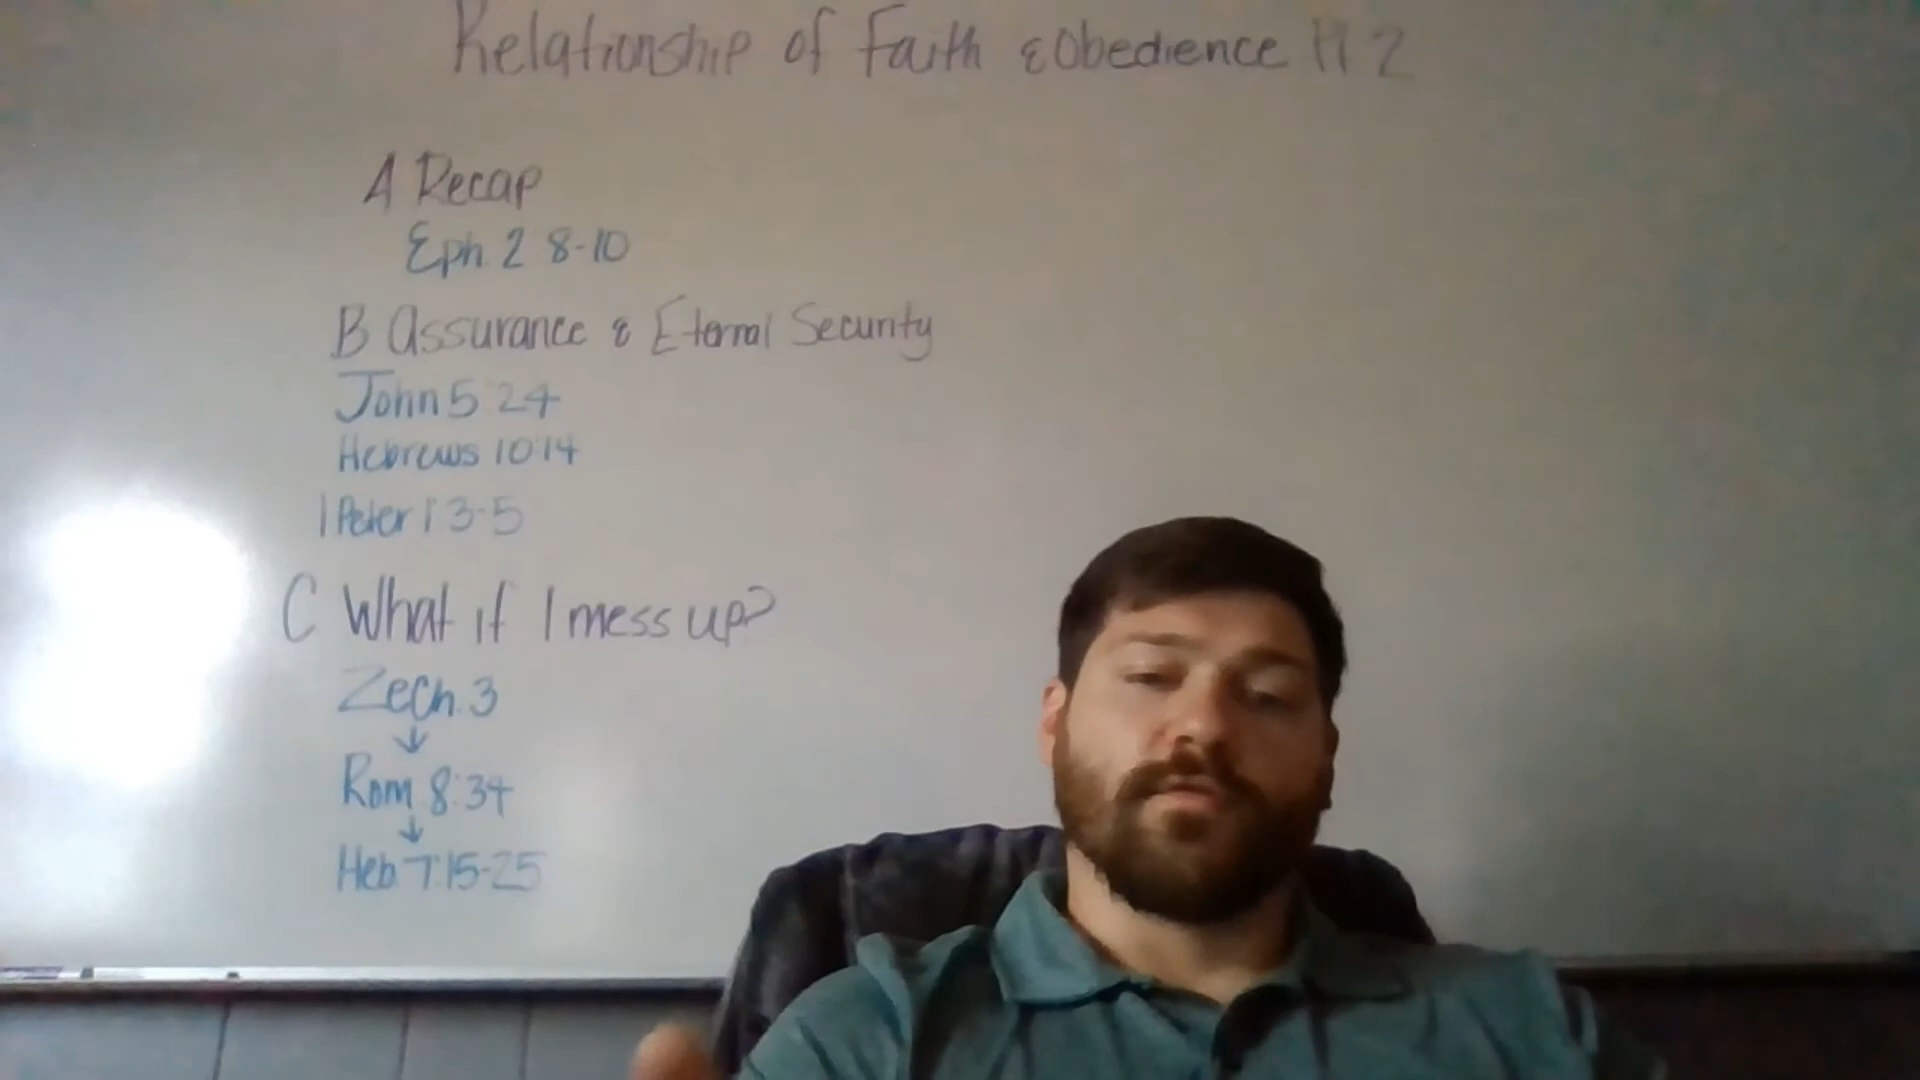 Relationship of Faith & Obedience Pt 2
A Recap
Eph. 2 8-10
B Assurance & Eternal Security
John 5 24
Hebrews 10:14
1 Peter 1 3-5
C What if I mess up?
Zech. 3
↓
Rom 8:34
↓
Heb 7:15-25